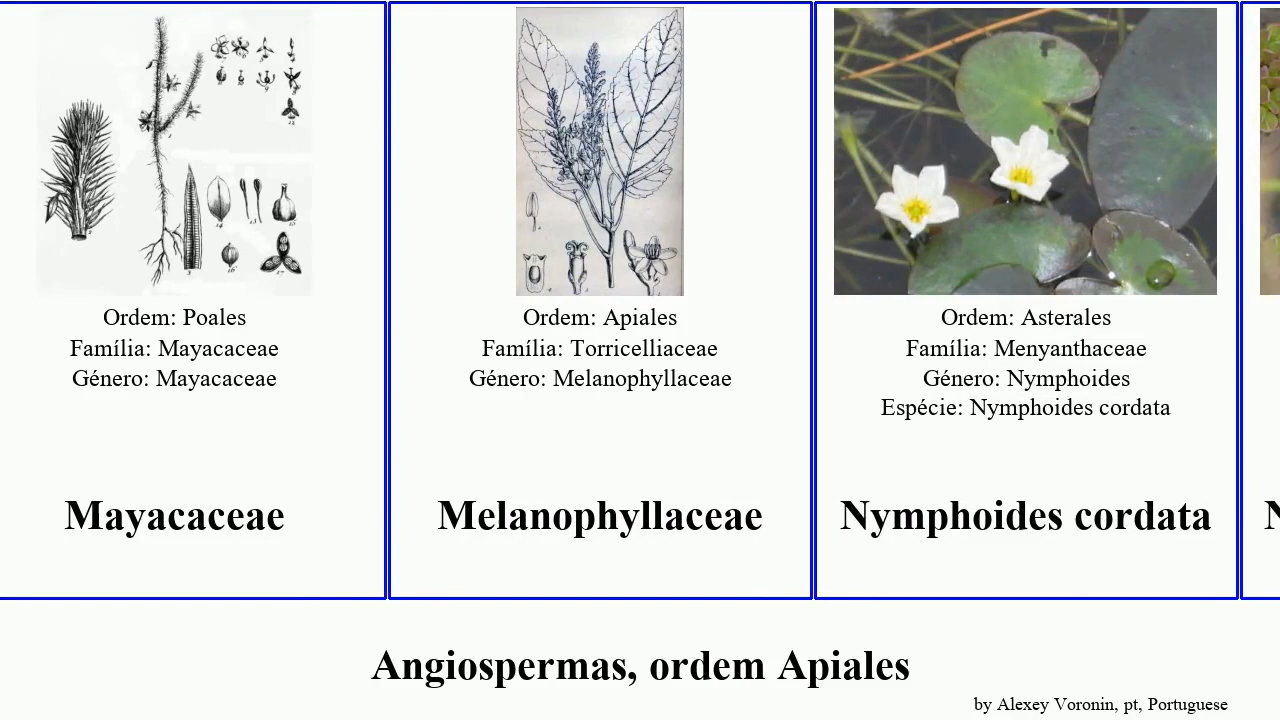 Ordem: Poales
Família: Mayacaceae
Género: Mayacaceae
Mayacaceae
Ordem: Apiales
Família: Torricelliaceae
Género: Melanophyllaceae
Melanophyllaceae
Ordem: Asterales
Família: Menyanthaceae
Género: Nymphoides
Espécie: Nymphoides cordata
Nymphoides cordata
Angiospermas, ordem Apiales
by Alexey Voronin, pt, Portuguese